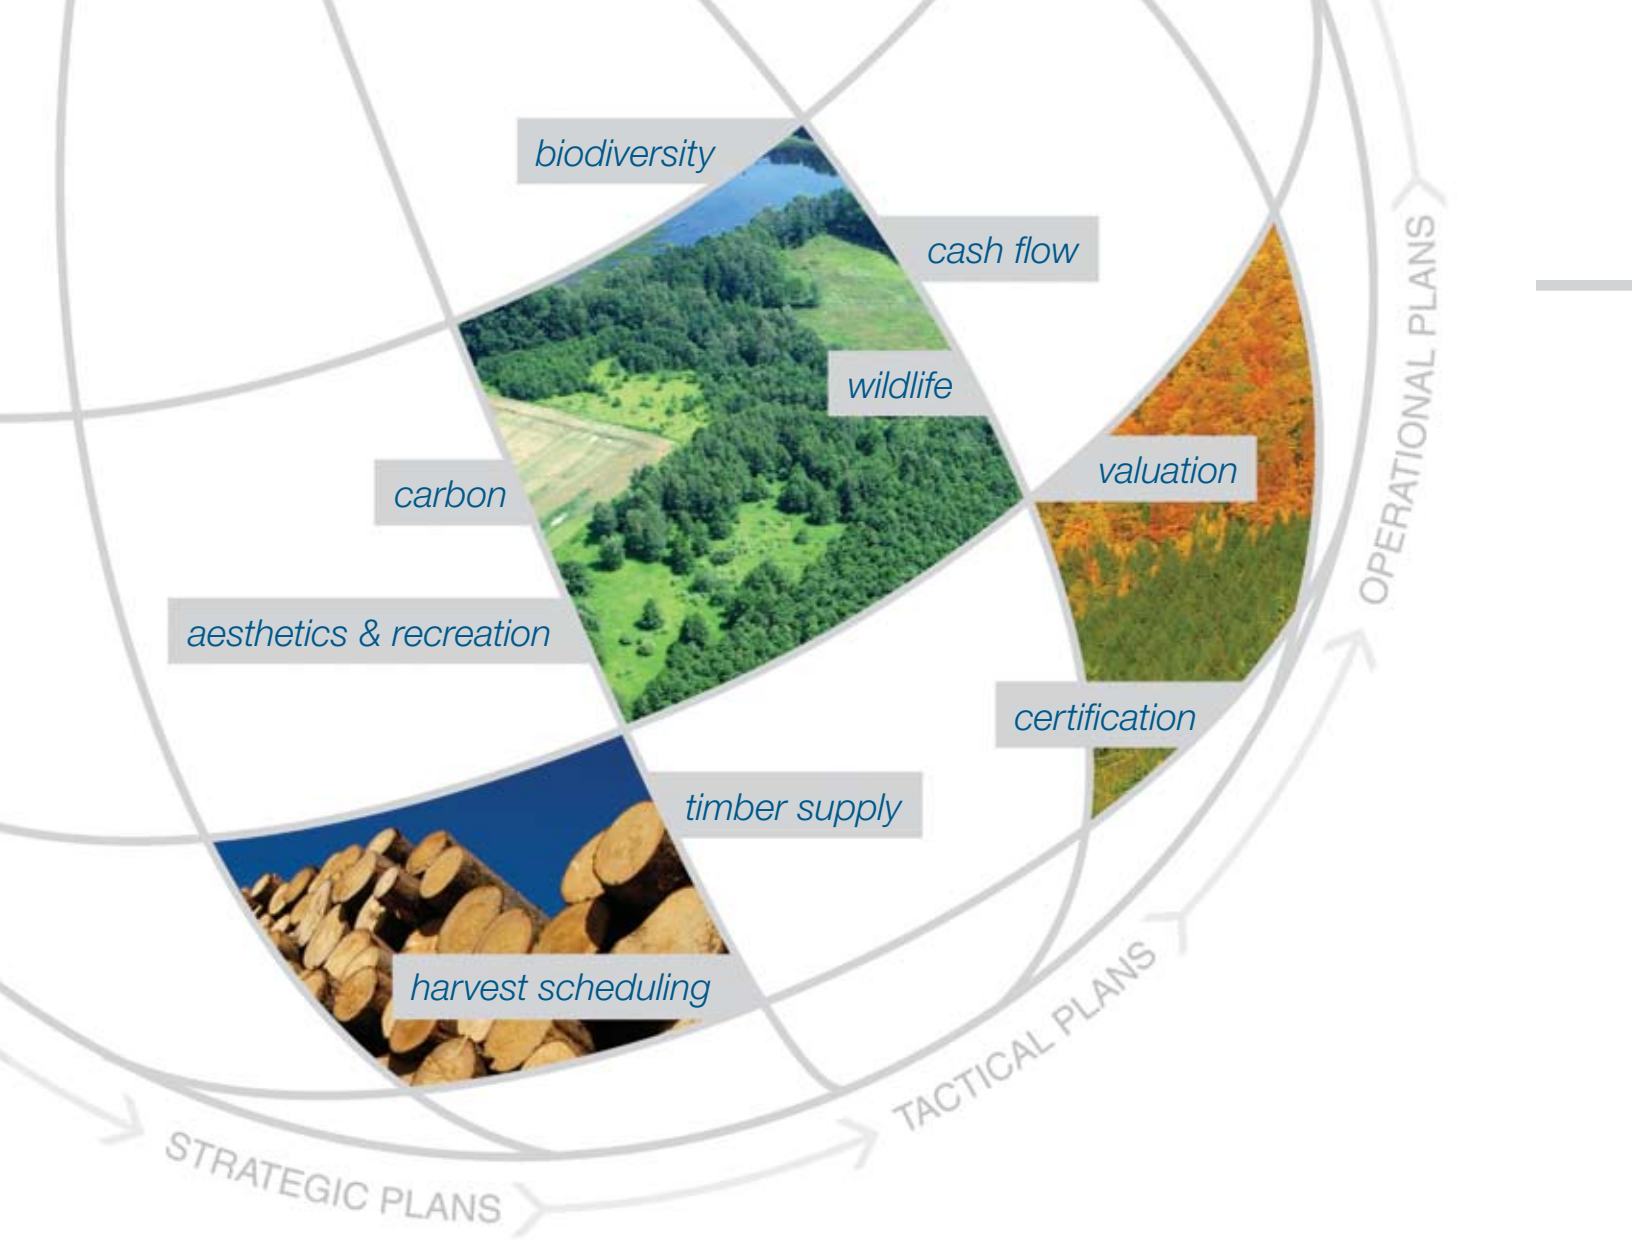 biodiversity
cash flow
wildlife
valuation
carbon
aesthetics & recreation
certification
timber supply
harvest scheduling
STRATEGIC PLANS
TACTICAL PLANS
OPERATIONAL PLANS